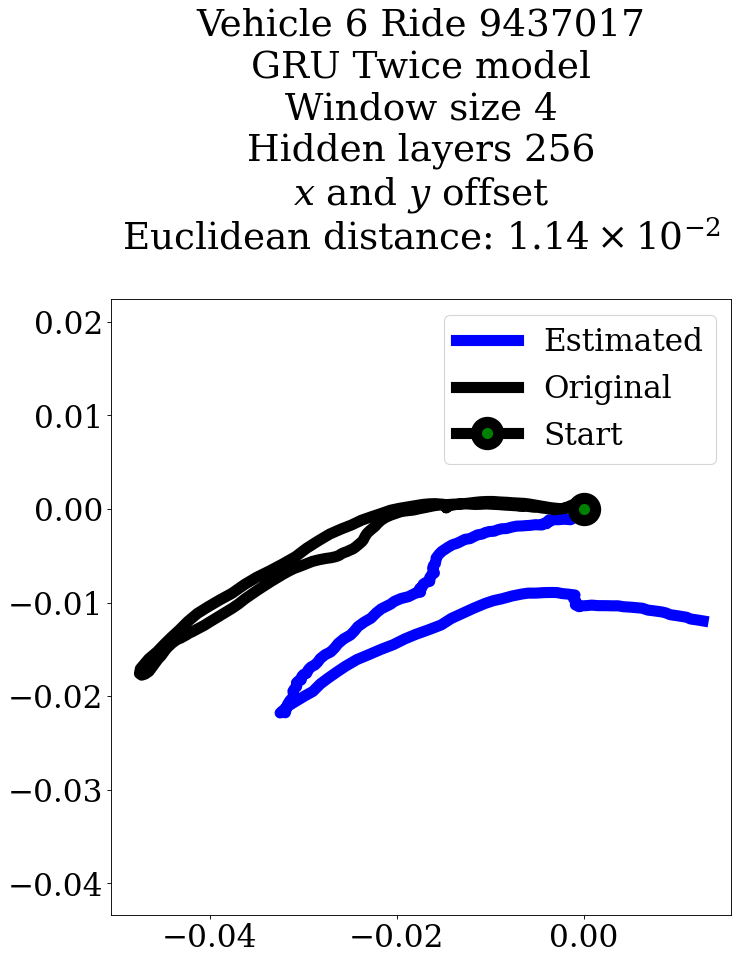 Vehicle 6 Ride 9437017
GRU Twice model
Window size 4
Hidden layers 256
x and y offset
Euclidean distance: 1.14 × 10⁻²
Estimated
Original
Start
0.02
0.01
0.00
−0.01
−0.02
−0.03
−0.04
−0.04 −0.02 0.00